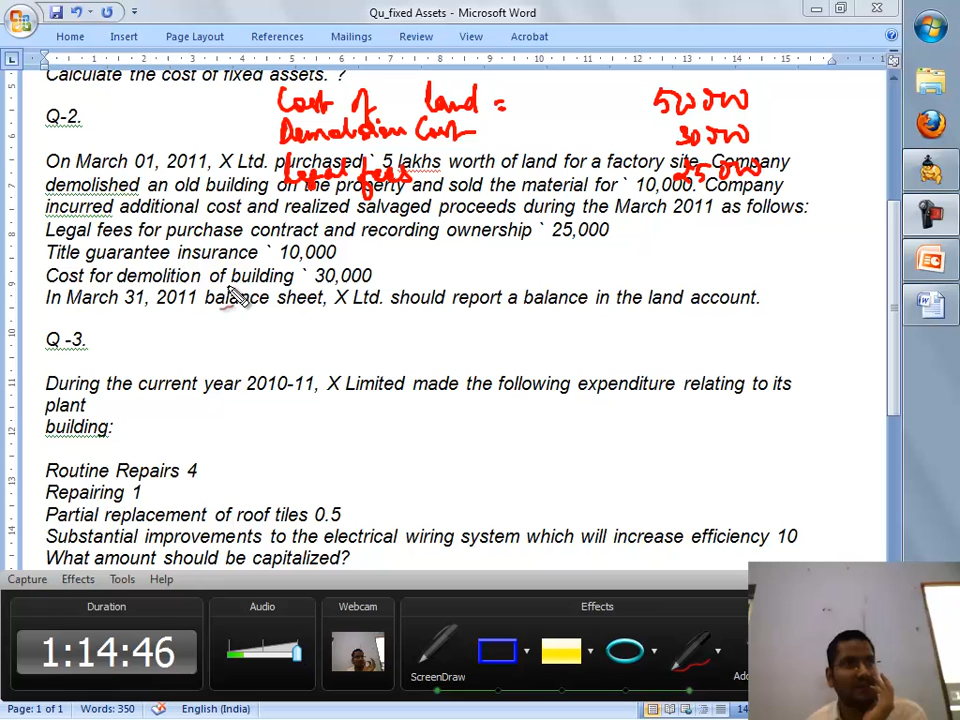 Qu_fixed Assets - Microsoft Word
Home Insert Page Layout References Mailings Review View Acrobat
Calculate the cost of fixed assets. ?
Cost of land = 500000
Q-2.
Demolition Cost 30000
On March 01, 2011, X Ltd. purchased ` 5 lakhs worth of land for a factory site. Company
Legal fees 25000
demolished an old building on the property and sold the material for ` 10,000. Company
incurred additional cost and realized salvaged proceeds during the March 2011 as follows:
Legal fees for purchase contract and recording ownership ` 25,000
Title guarantee insurance ` 10,000
Cost for demolition of building ` 30,000
In March 31, 2011 balance sheet, X Ltd. should report a balance in the land account.
Q -3.
During the current year 2010-11, X Limited made the following expenditure relating to its
plant
building:
Routine Repairs 4
Repairing 1
Partial replacement of roof tiles 0.5
Substantial improvements to the electrical wiring system which will increase efficiency 10
What amount should be capitalized?
Capture Effects Tools Help
Duration Audio Webcam Effects
1:14:46
ScreenDraw
Page: 1 of 1 Words: 350 English (India)